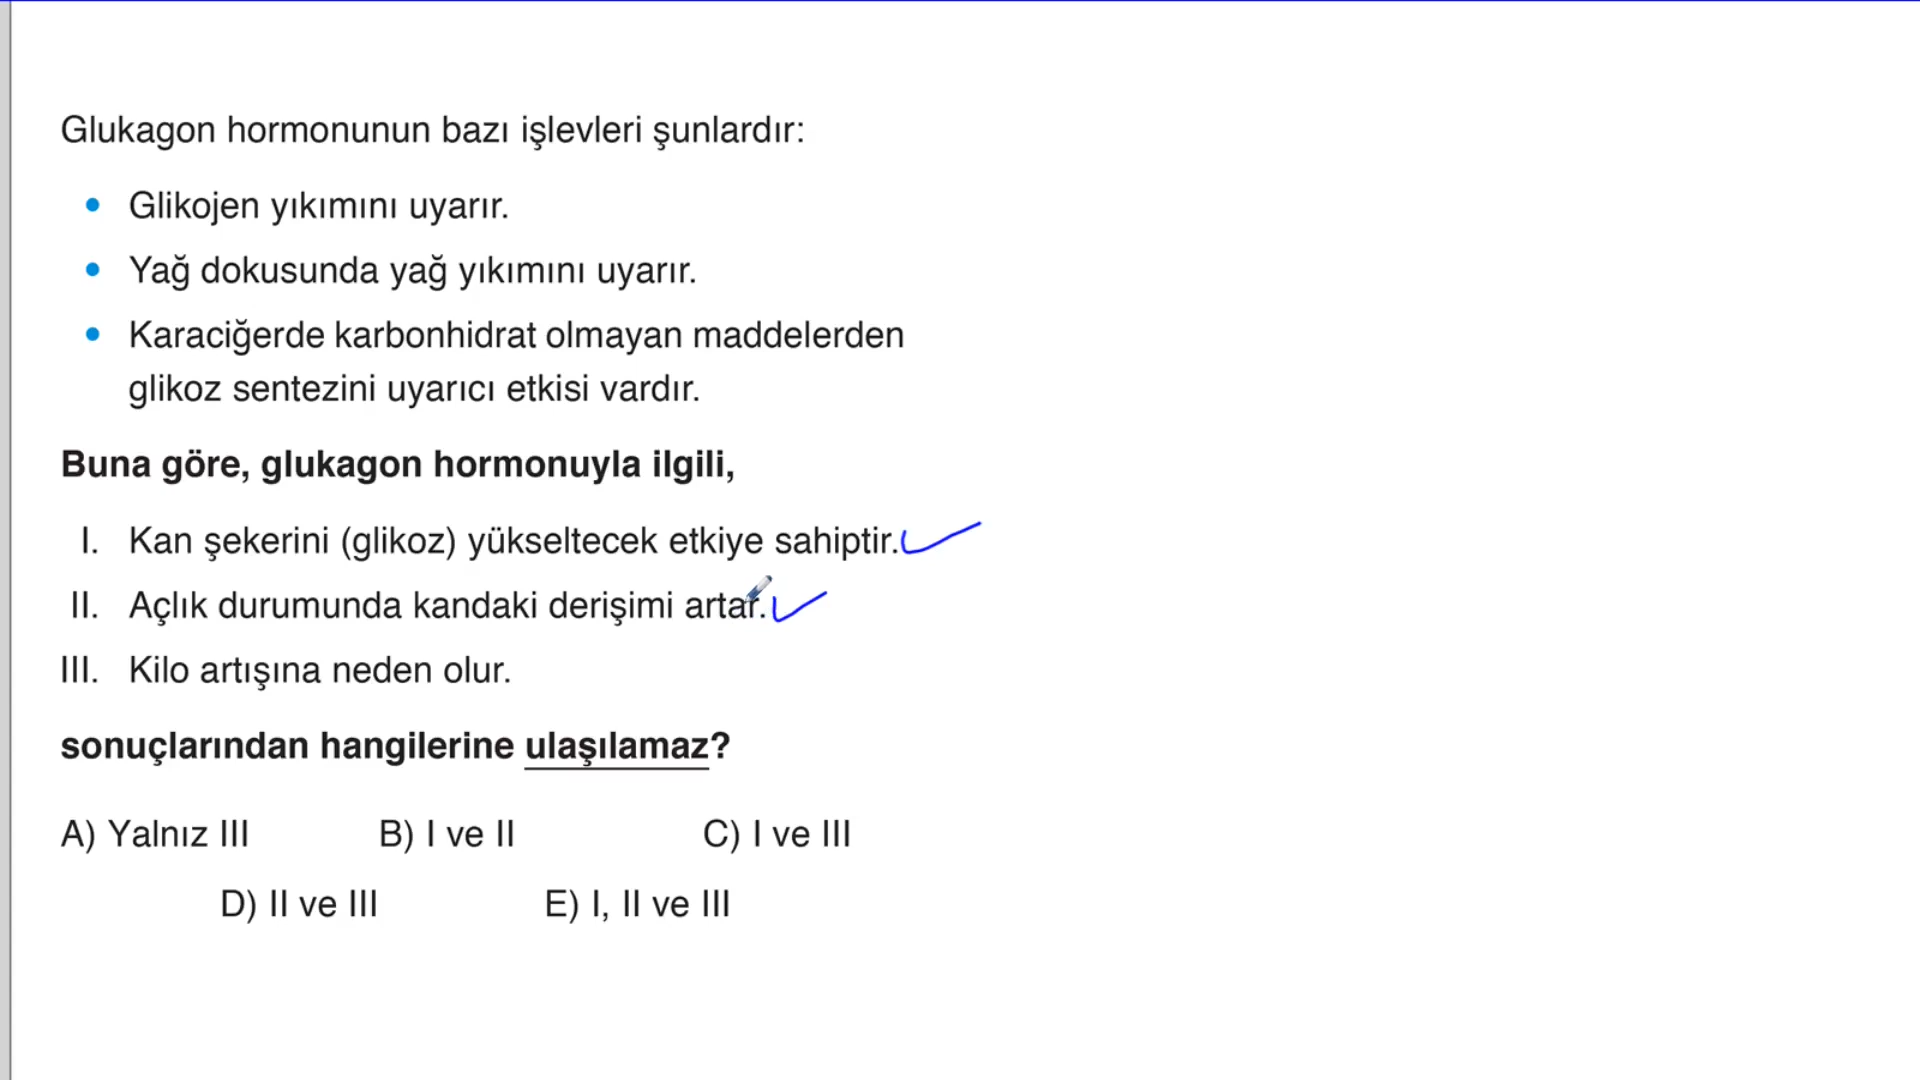 Glukagon hormonunun bazı işlevleri şunlardır:
• Glikojen yıkımını uyarır.
• Yağ dokusunda yağ yıkımını uyarır.
• Karaciğerde karbonhidrat olmayan maddelerden
glikoz sentezini uyarıcı etkisi vardır.
Buna göre, glukagon hormonuyla ilgili,
I. Kan şekerini (glikoz) yükseltecek etkiye sahiptir.
II. Açlık durumunda kandaki derişimi artar.
III. Kilo artışına neden olur.
sonuçlarından hangilerine ulaşılamaz?
A) Yalnız III B) I ve II C) I ve III
D) II ve III E) I, II ve III